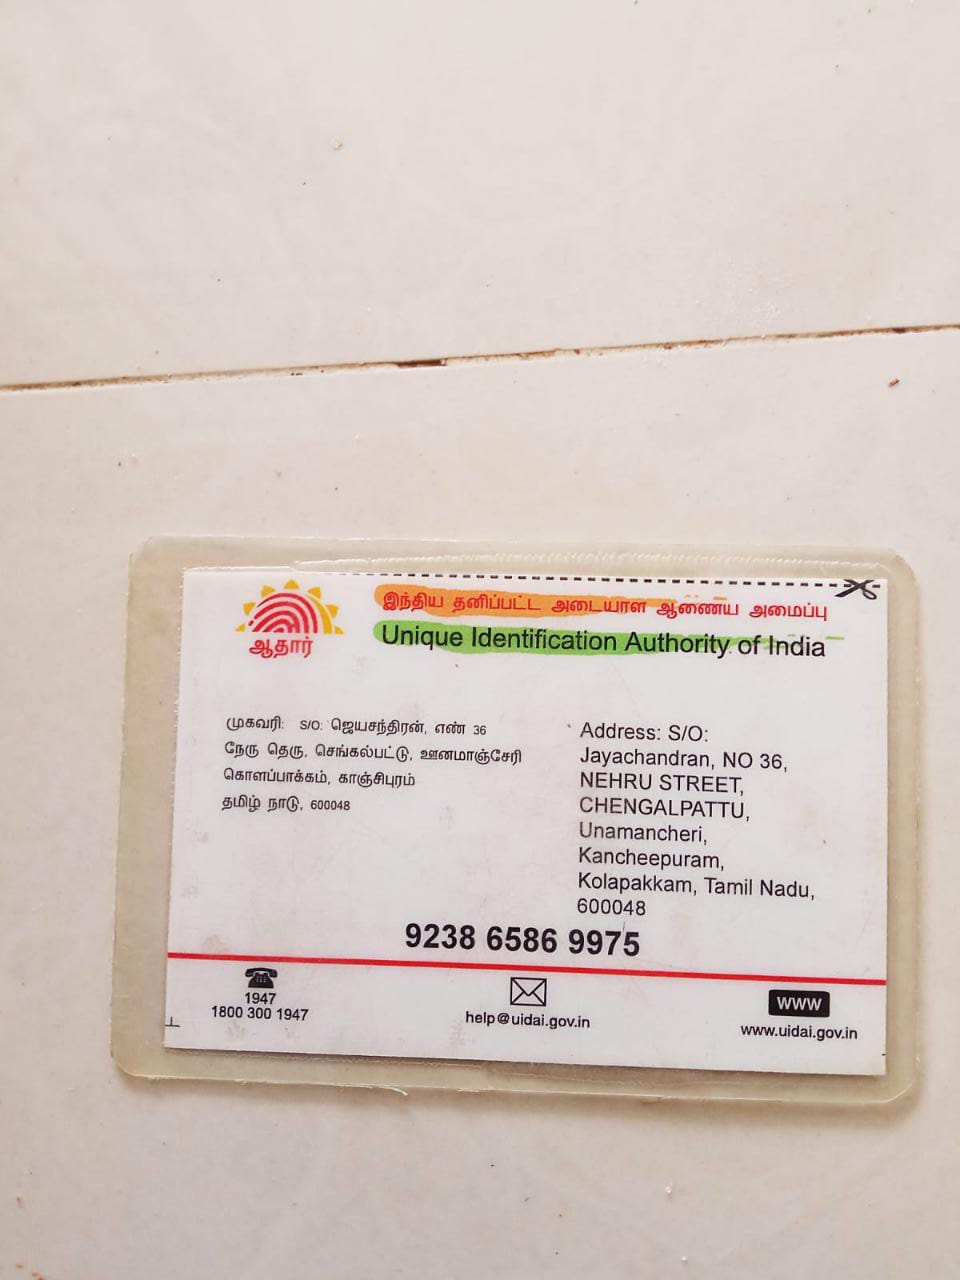 இந்திய தனிப்பட்ட அடையாள ஆணைய அமைப்பு
Unique Identification Authority of India
ஆதார்
முகவரி: S/O: ஜெயசந்திரன், எண் 36
நேரு தெரு, செங்கல்பட்டு, ஊனமாஞ்சேரி
கொளப்பாக்கம், காஞ்சிபுரம்
தமிழ் நாடு, 600048
Address: S/O:
Jayachandran, NO 36,
NEHRU STREET,
CHENGALPATTU,
Unamancheri,
Kancheepuram,
Kolapakkam, Tamil Nadu,
600048
9238 6586 9975
1947
1800 300 1947
help@uidai.gov.in
www
www.uidai.gov.in